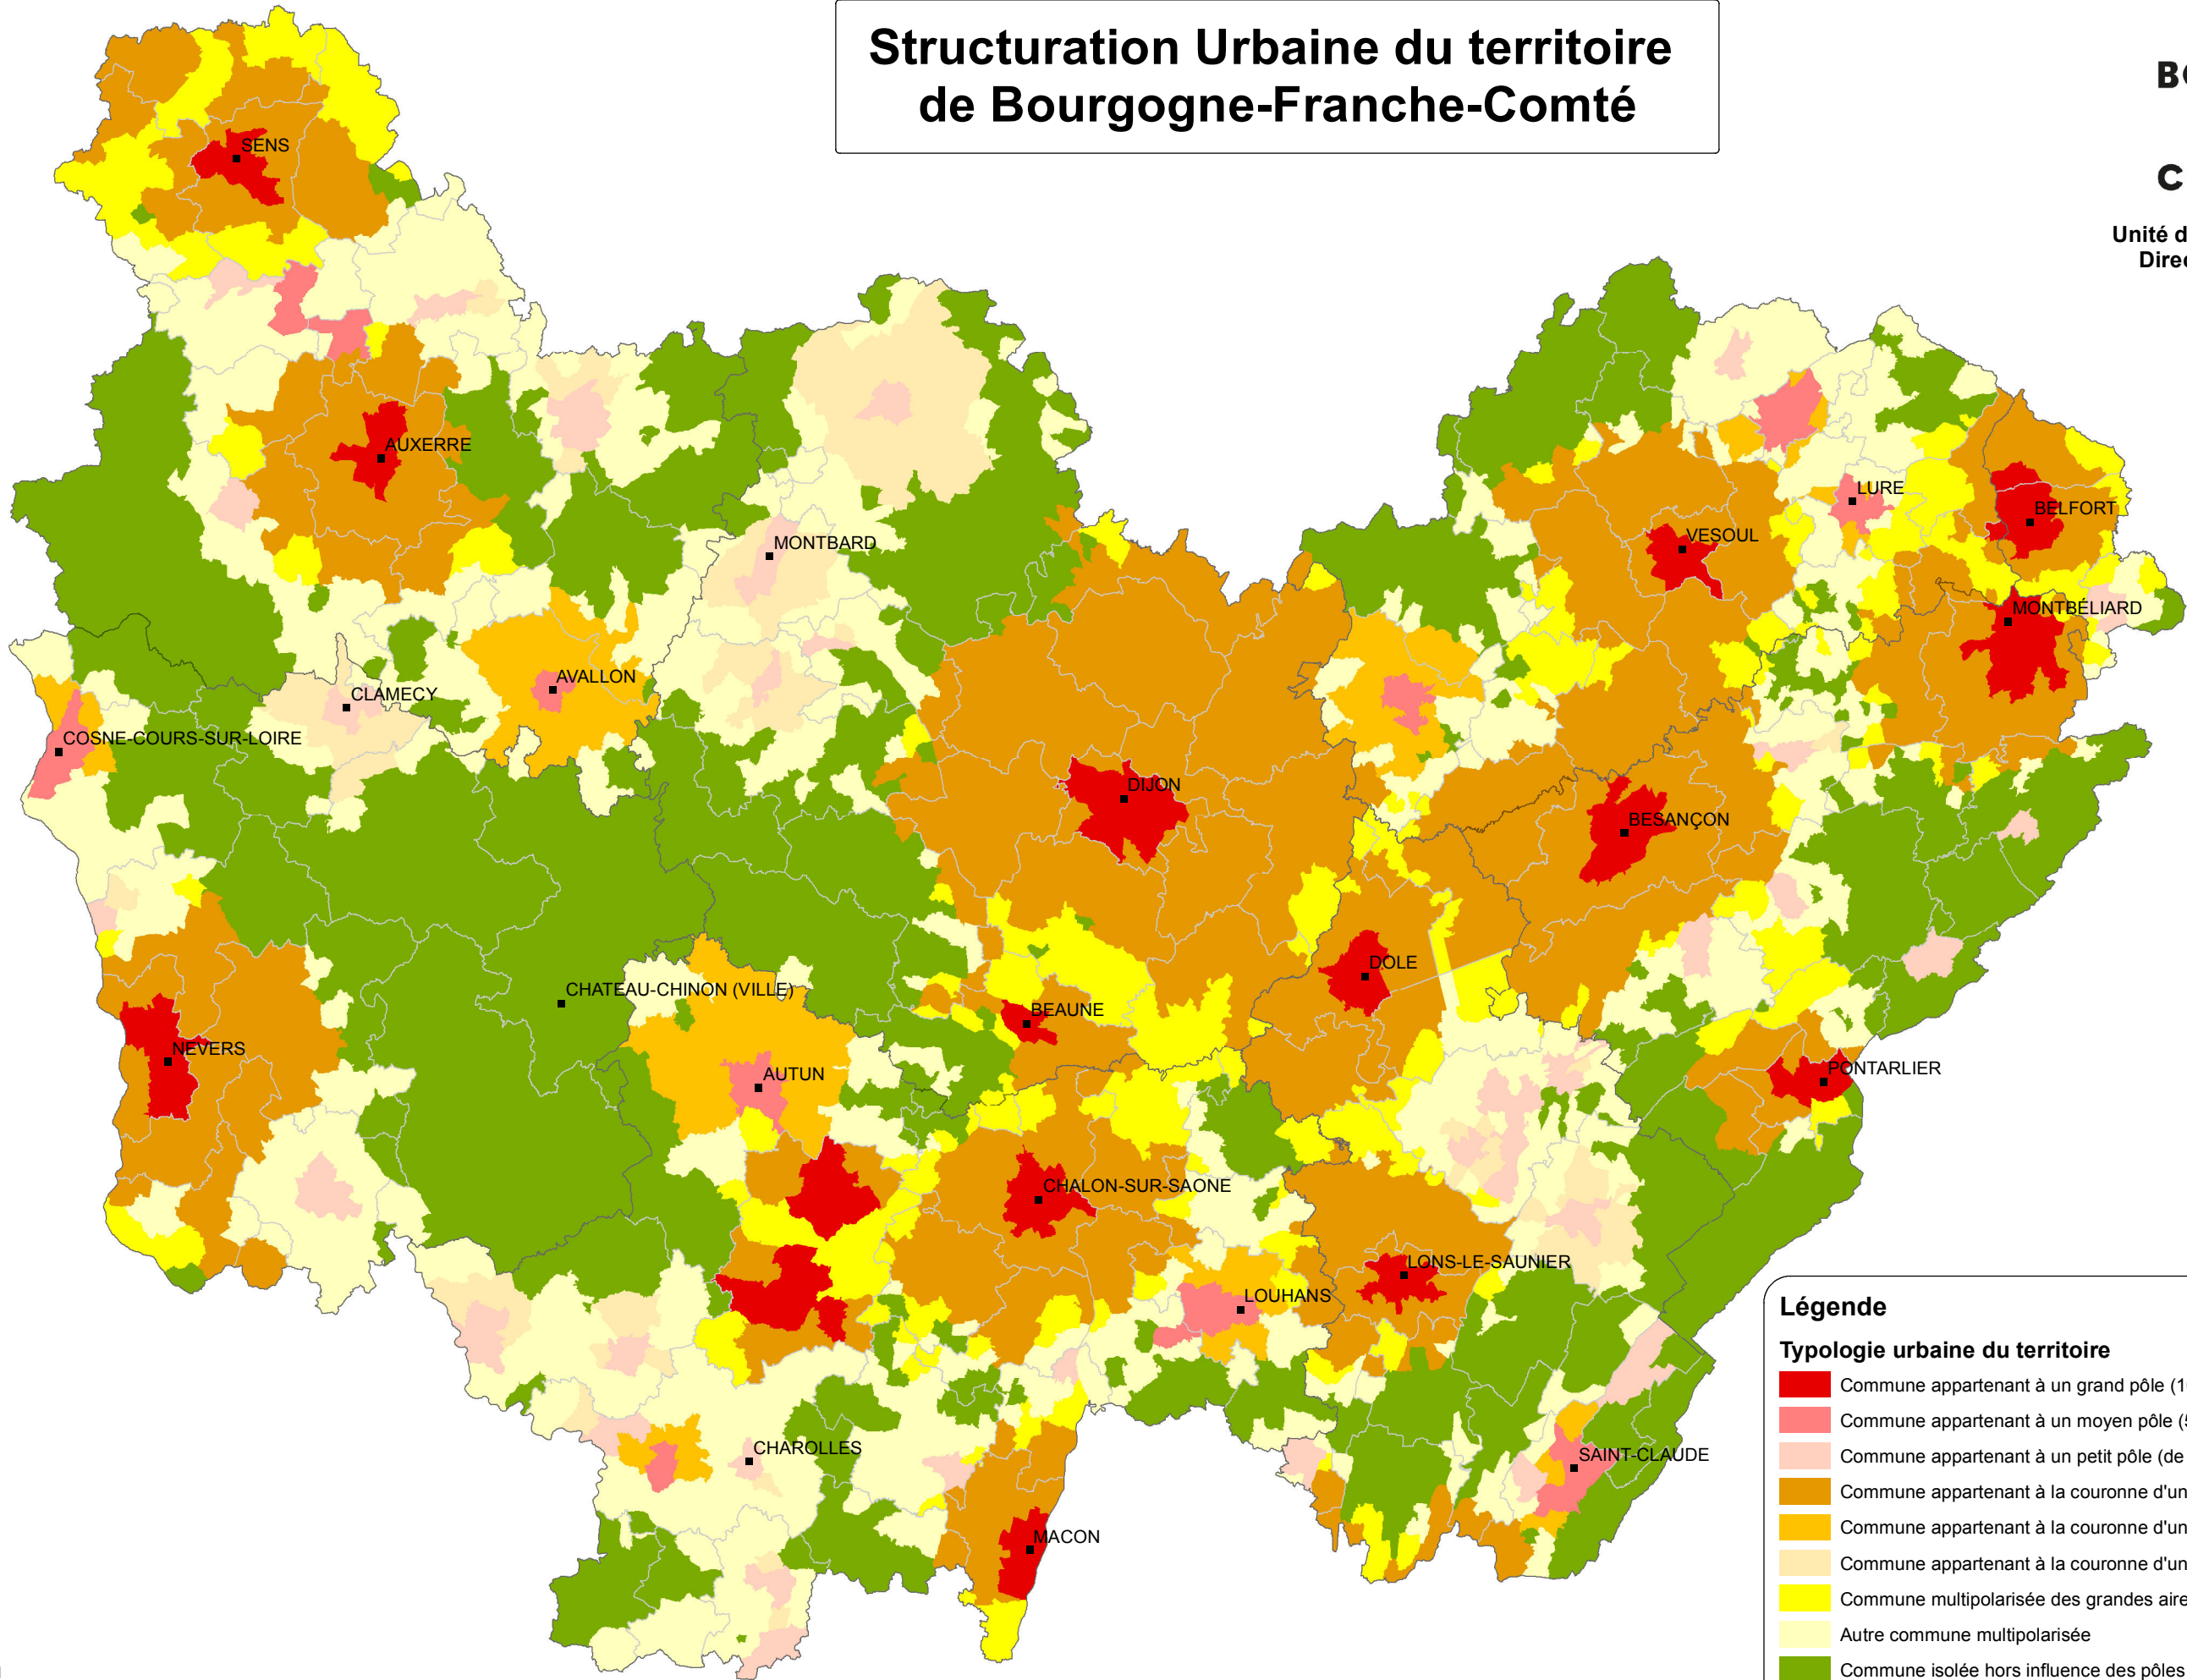 Structuration Urbaine du territoire
de Bourgogne-Franche-Comté
Unité d
Direc
SENS
AUXERRE
LURE
BELFORT
MONTBARD
VESOUL
MONTBÉLIARD
AVALLON
CLAMECY
COSNE-COURS-SUR-LOIRE
DIJON
BESANÇON
DOLE
CHATEAU-CHINON (VILLE)
BEAUNE
NEVERS
AUTUN
PONTARLIER
CHALON-SUR-SAONE
LONS-LE-SAUNIER
LOUHANS
CHAROLLES
SAINT-CLAUDE
MACON
Légende
Typologie urbaine du territoire
Commune appartenant à un grand pôle (1
Commune appartenant à un moyen pôle (
Commune appartenant à un petit pôle (de
Commune appartenant à la couronne d'un
Commune appartenant à la couronne d'un
Commune appartenant à la couronne d'un
Commune multipolarisée des grandes aire
Autre commune multipolarisée
Commune isolée hors influence des pôles